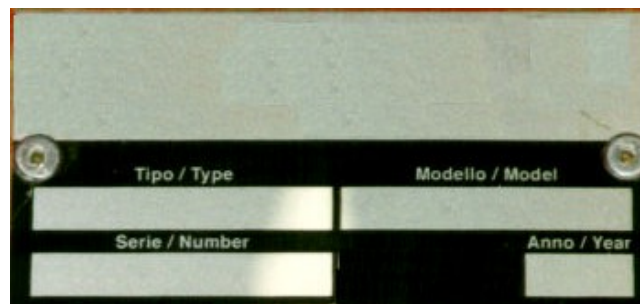 Tipo / Type
Modello / Model
Serie / Number
Anno / Year